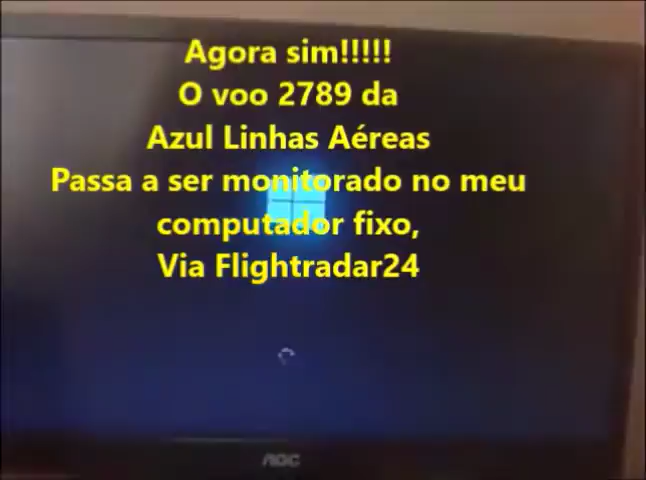 Agora sim!!!!!
O voo 2789 da
Azul Linhas Aéreas
Passa a ser monitorado no meu
computador fixo,
Via Flightradar24
AOC